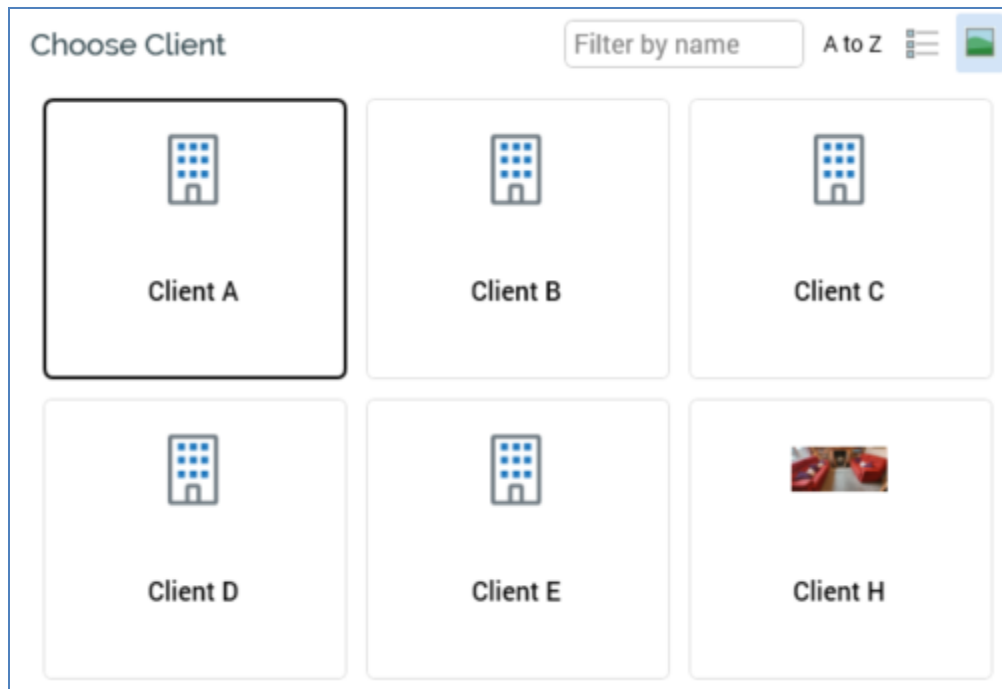 Choose Client
Filter by name
A to Z
Client A
Client B
Client C
Client D
Client E
Client H